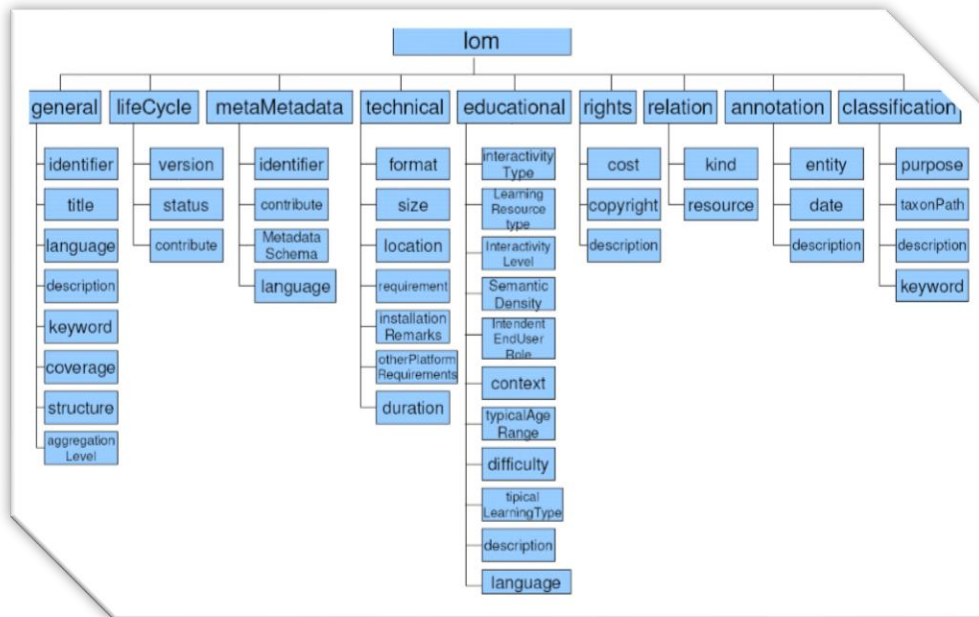 lom
general
lifeCycle
metaMetadata
technical
educational
rights
relation
annotation
classification
identifier
title
language
description
keyword
coverage
structure
aggregation
Level
version
status
contribute
identifier
contribute
Metadata
Schema
language
format
size
location
requirement
installation
Remarks
otherPlatform
Requirements
duration
interactivity
Type
Learning
Resource
type
Interactivity
Level
Semantic
Density
Intendent
EndUser
Role
context
typicalAge
Range
difficulty
tipical
LearningType
description
language
cost
copyright
description
kind
resource
entity
date
description
purpose
taxonPath
description
keyword